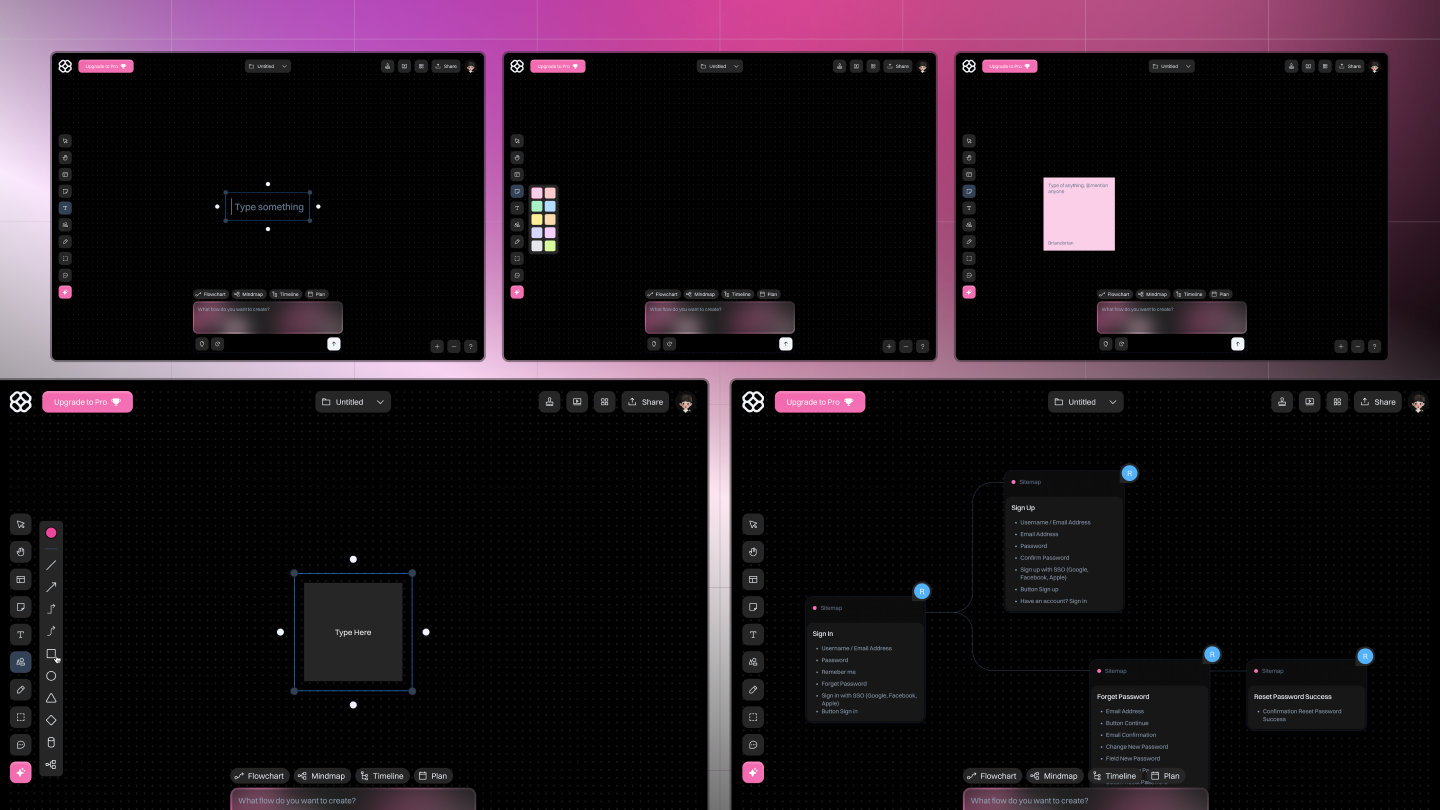 Upgrade to Pro
Untitled
Share
Type something
Flowchart
Mindmap
Timeline
Plan
What flow do you want to create?
Upgrade to Pro
Untitled
Share
Flowchart
Mindmap
Timeline
Plan
What flow do you want to create?
Upgrade to Pro
Untitled
Share
Type of anything, @mention
anyone
Flowchart
Mindmap
Timeline
Plan
What flow do you want to create?
Upgrade to Pro
Untitled
Share
T
Type Here
Flowchart
Mindmap
Timeline
Plan
What flow do you want to create?
Upgrade to Pro
Untitled
Share
T
R
Sitemap
Sign In
• Username / Email Address
• Password
• Remeber me
• Forget Password
• Sign in with SSO (Google, Facebook,
Apple)
• Button Sign in
R
Sitemap
Sign Up
• Username / Email Address
• Email Address
• Password
• Confirm Password
• Sign up with SSO (Google,
Facebook, Apple)
• Button Sign up
• Have an account? Sign in
R
Sitemap
Forget Password
• Email Address
• Button Continue
• Email Confirmation
• Change New Password
• Field New Password
R
Sitemap
Reset Password Success
• Confirmation Reset Password
Success
Flowchart
Mindmap
Timeline
Plan
What flow do you want to create?